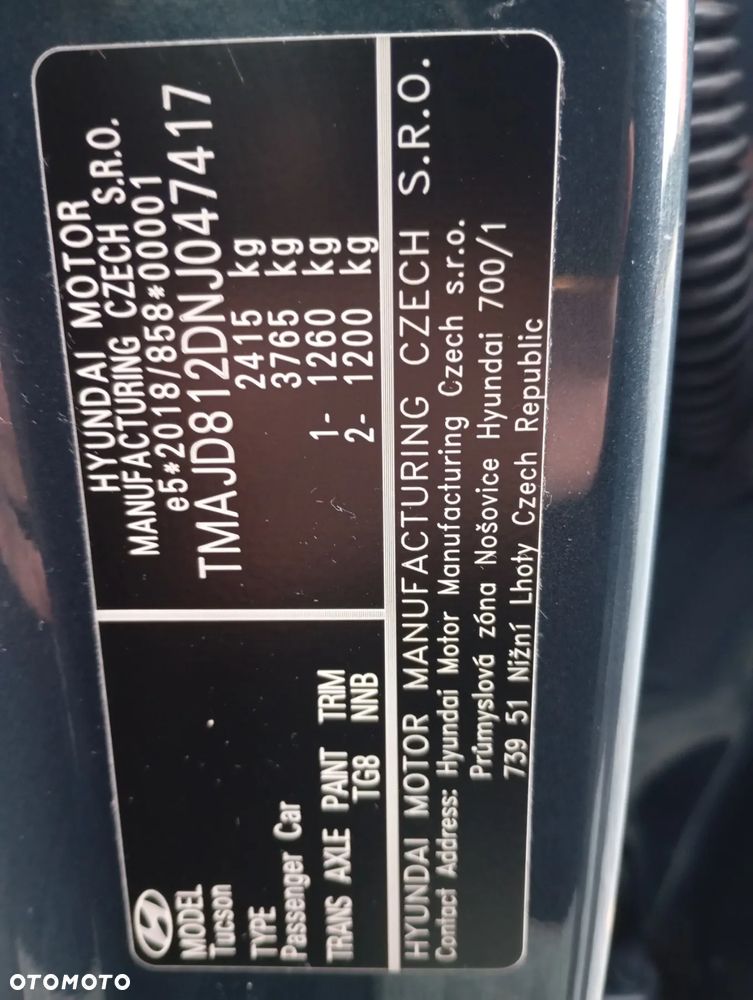 HYUNDAI MOTOR
MANUFACTURING CZECH S.R.O.
e5*2018/858*00001
TMAJD812DNJ047417
2415 kg
3765 kg
1- 1260 kg
2- 1200 kg
MODEL
Tucson
TYPE
Passenger Car
TRANS AXLE PAINT TRIM
TG8 NNB
HYUNDAI MOTOR MANUFACTURING CZECH S.R.O.
Contact Address: Hyundai Motor Manufacturing Czech s.r.o.
Průmyslová zóna Nošovice Hyundai 700/1
739 51 Nižní Lhoty Czech Republic
OTOMOTO